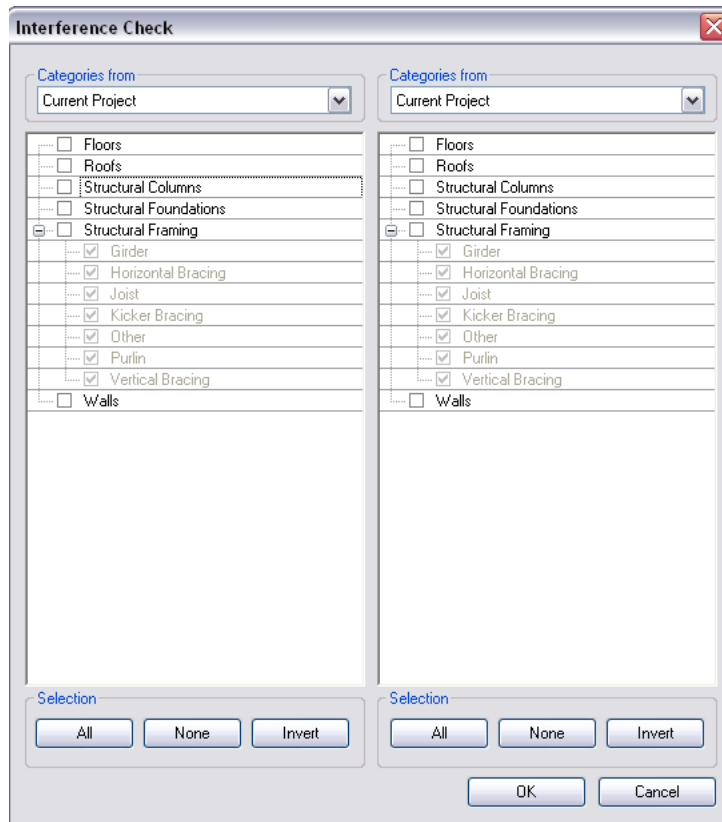 Interference Check
Categories from
Current Project
Floors
Roofs
Structural Columns
Structural Foundations
Structural Framing
Girder
Horizontal Bracing
Joist
Kicker Bracing
Other
Purlin
Vertical Bracing
Walls
Selection
All None Invert
Categories from
Current Project
Floors
Roofs
Structural Columns
Structural Foundations
Structural Framing
Girder
Horizontal Bracing
Joist
Kicker Bracing
Other
Purlin
Vertical Bracing
Walls
Selection
All None Invert
OK Cancel